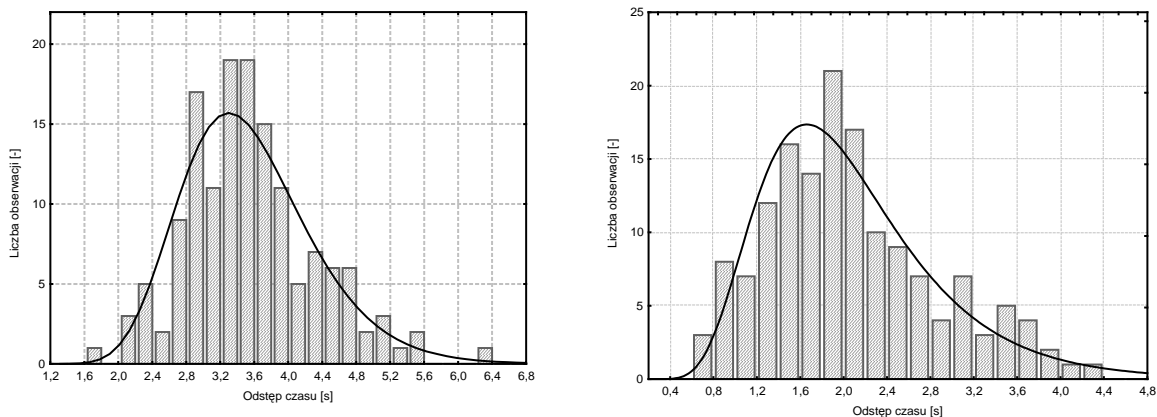 20
15
10
5
0
Liczba obserwacji [-]
1,2 1,6 2,0 2,4 2,8 3,2 3,6 4,0 4,4 4,8 5,2 5,6 6,0 6,4 6,8
Odstęp czasu [s]
25
20
15
10
5
0
Liczba obserwacji [-]
0,4 0,8 1,2 1,6 2,0 2,4 2,8 3,2 3,6 4,0 4,4 4,8
Odstęp czasu [s]